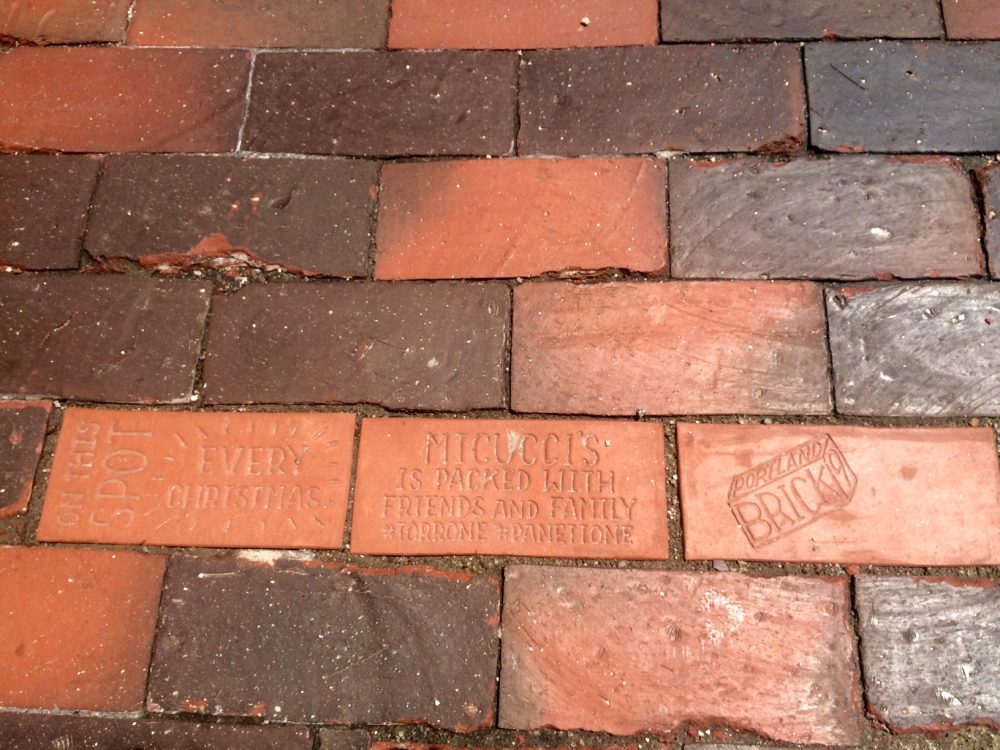 ON THIS
SPOT
EVERY
CHRISTMAS
MICUCCI'S
IS PACKED WITH
FRIENDS AND FAMILY
#TORRONE #PANETTONE
PORTLAND
BRICK